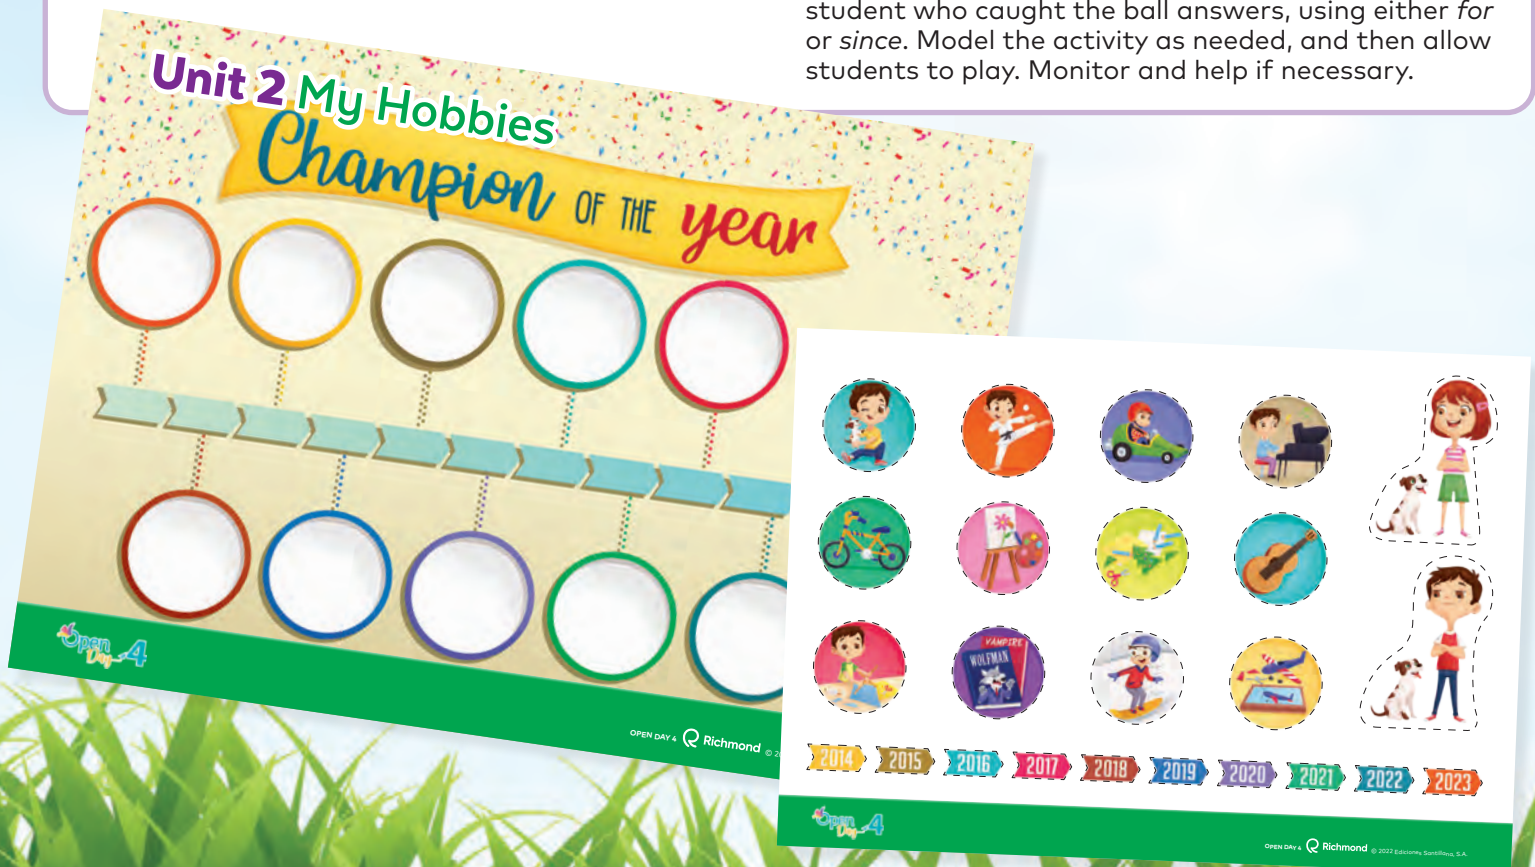 student who caught the ball answers, using either for
or since. Model the activity as needed, and then allow
students to play. Monitor and help if necessary.
Unit 2 My Hobbies
Champion OF THE year
Open Day 4
OPEN DAY 4 Richmond ©
VAMPIRE
WOLFMAN
2014 2015 2016 2017 2018 2019 2020 2021 2022 2023
Open Day 4
OPEN DAY 4 Richmond © 2022 Ediciones Santillana, S.A.